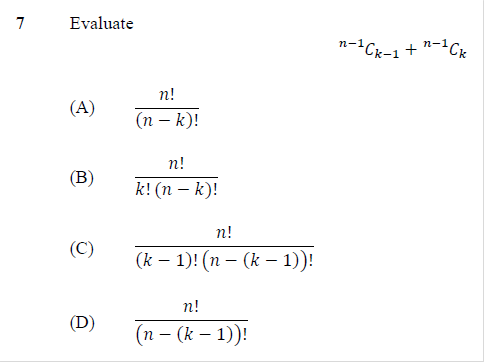 7 Evaluate
ⁿ⁻¹Cₖ₋₁ + ⁿ⁻¹Cₖ
(A) n! / (n − k)!
(B) n! / k! (n − k)!
(C) n! / (k − 1)! (n − (k − 1))!
(D) n! / (n − (k − 1))!